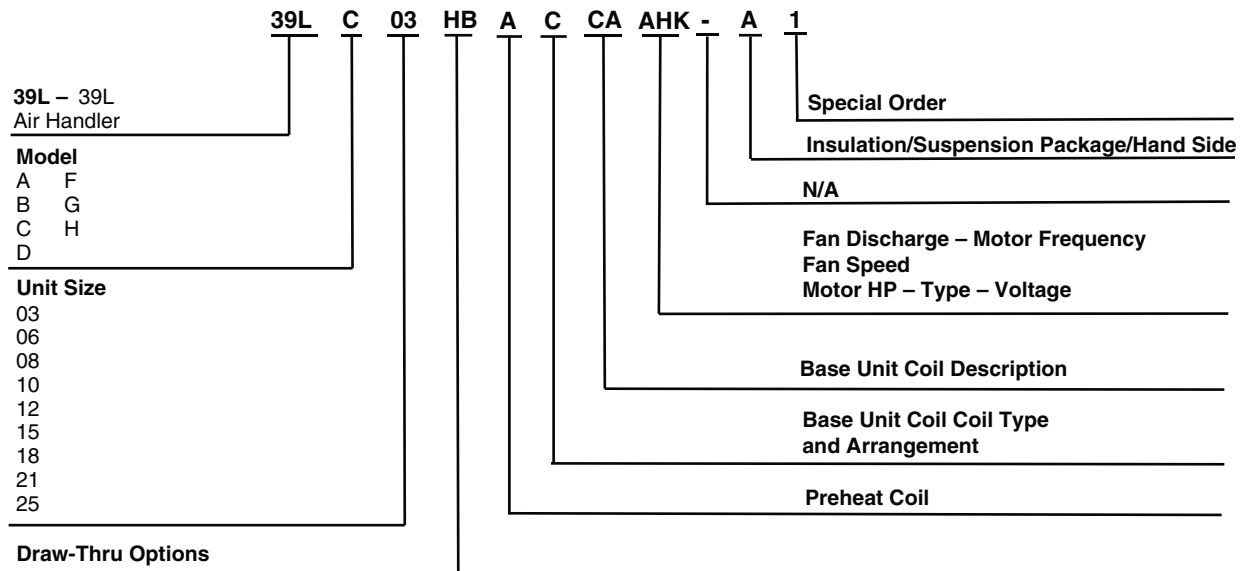 39L C 03 HB A C CA AHK - A 1
39L – 39L
Air Handler
Model
A F
B G
C H
D
Unit Size
03
06
08
10
12
15
18
21
25
Draw-Thru Options
Special Order
Insulation/Suspension Package/Hand Side
N/A
Fan Discharge – Motor Frequency
Fan Speed
Motor HP – Type – Voltage
Base Unit Coil Description
Base Unit Coil Coil Type
and Arrangement
Preheat Coil